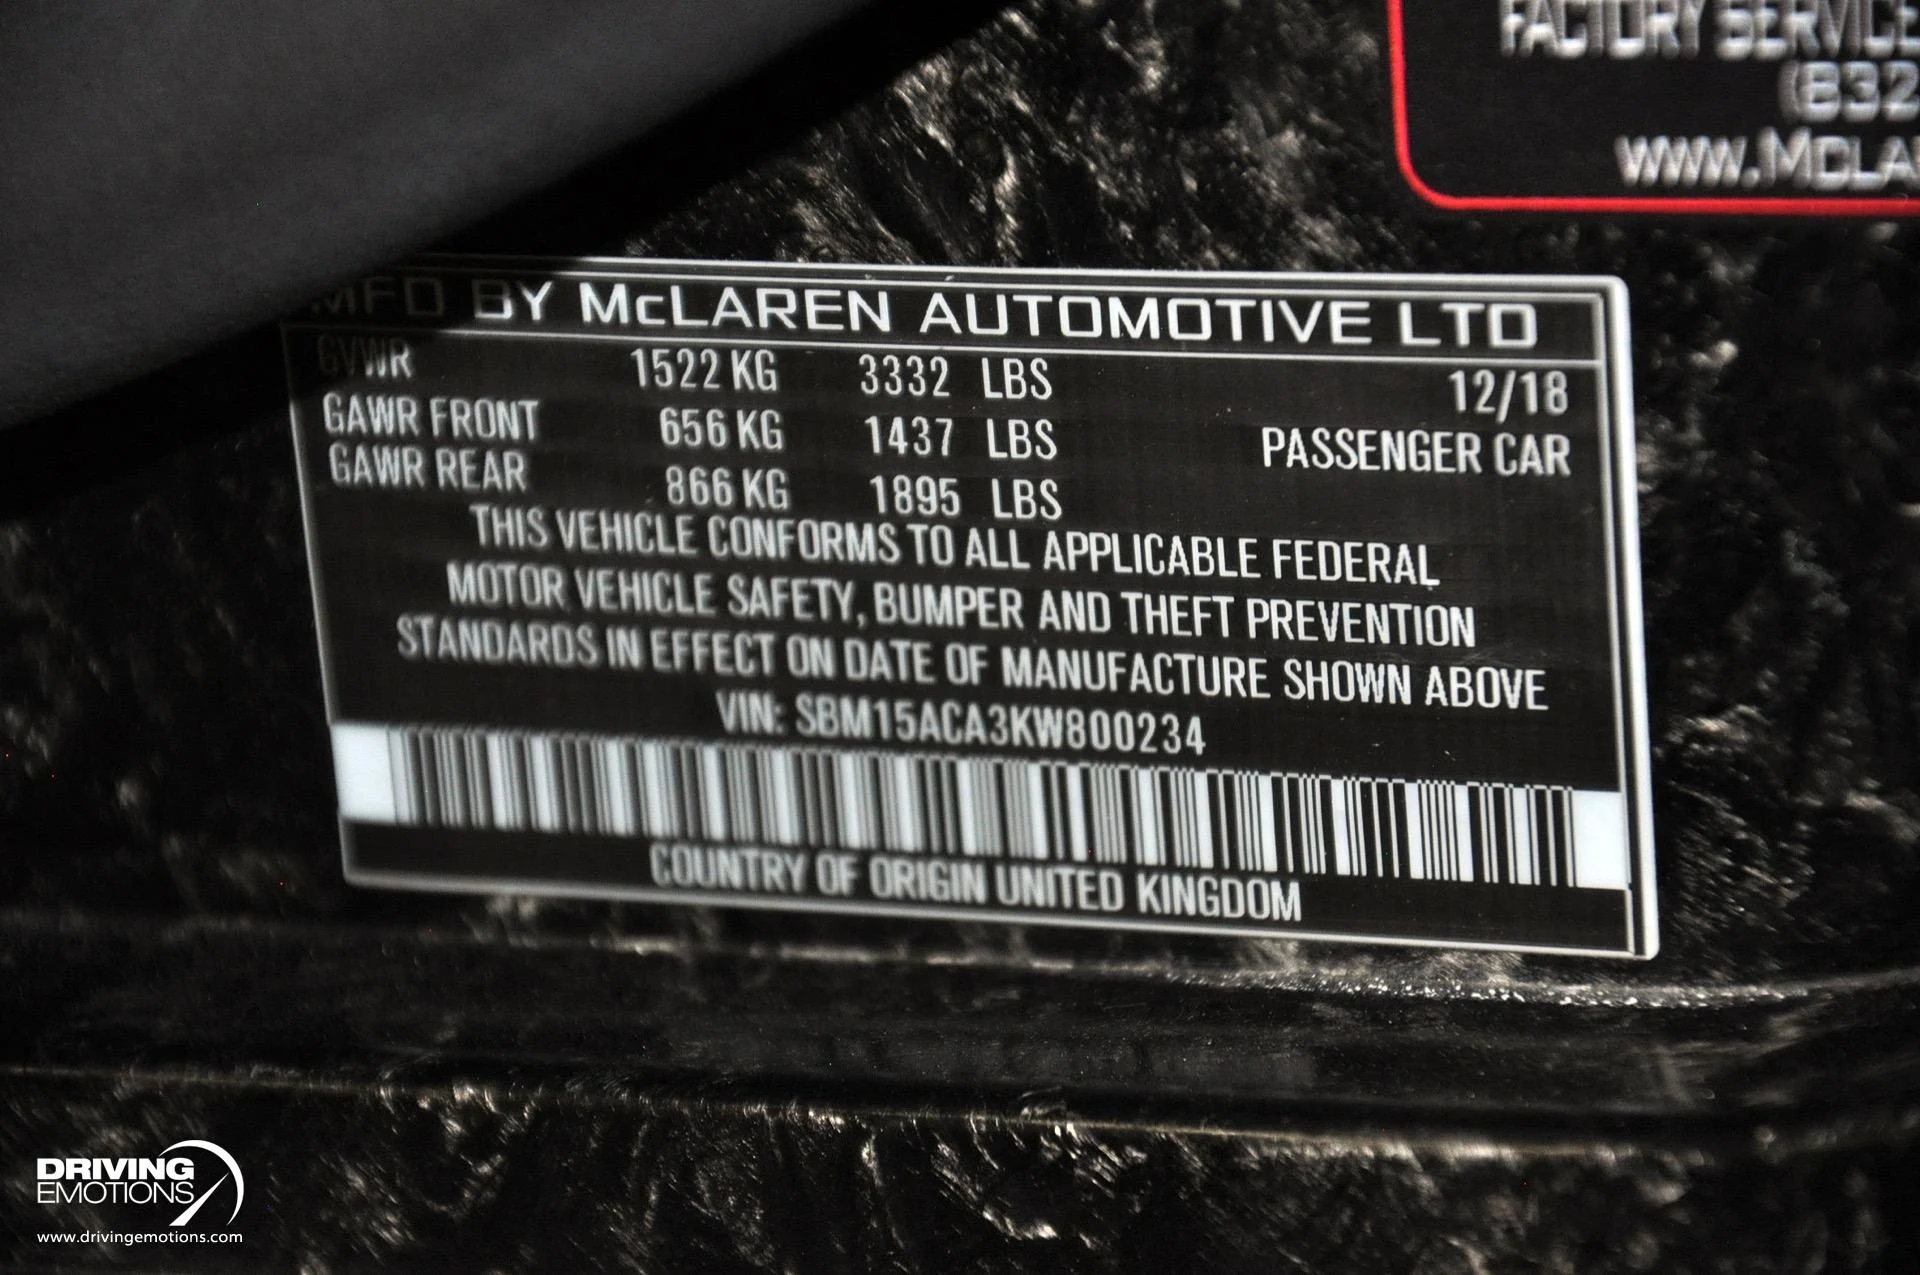 FACTORY SERVICE
(832
WWW.MCLA
MFD BY McLAREN AUTOMOTIVE LTD
GVWR 1522 KG 3332 LBS 12/18
GAWR FRONT 656 KG 1437 LBS PASSENGER CAR
GAWR REAR 866 KG 1895 LBS
THIS VEHICLE CONFORMS TO ALL APPLICABLE FEDERAL
MOTOR VEHICLE SAFETY, BUMPER AND THEFT PREVENTION
STANDARDS IN EFFECT ON DATE OF MANUFACTURE SHOWN ABOVE
VIN: SBM15ACA3KW800234
COUNTRY OF ORIGIN UNITED KINGDOM
DRIVING
EMOTIONS
www.drivingemotions.com